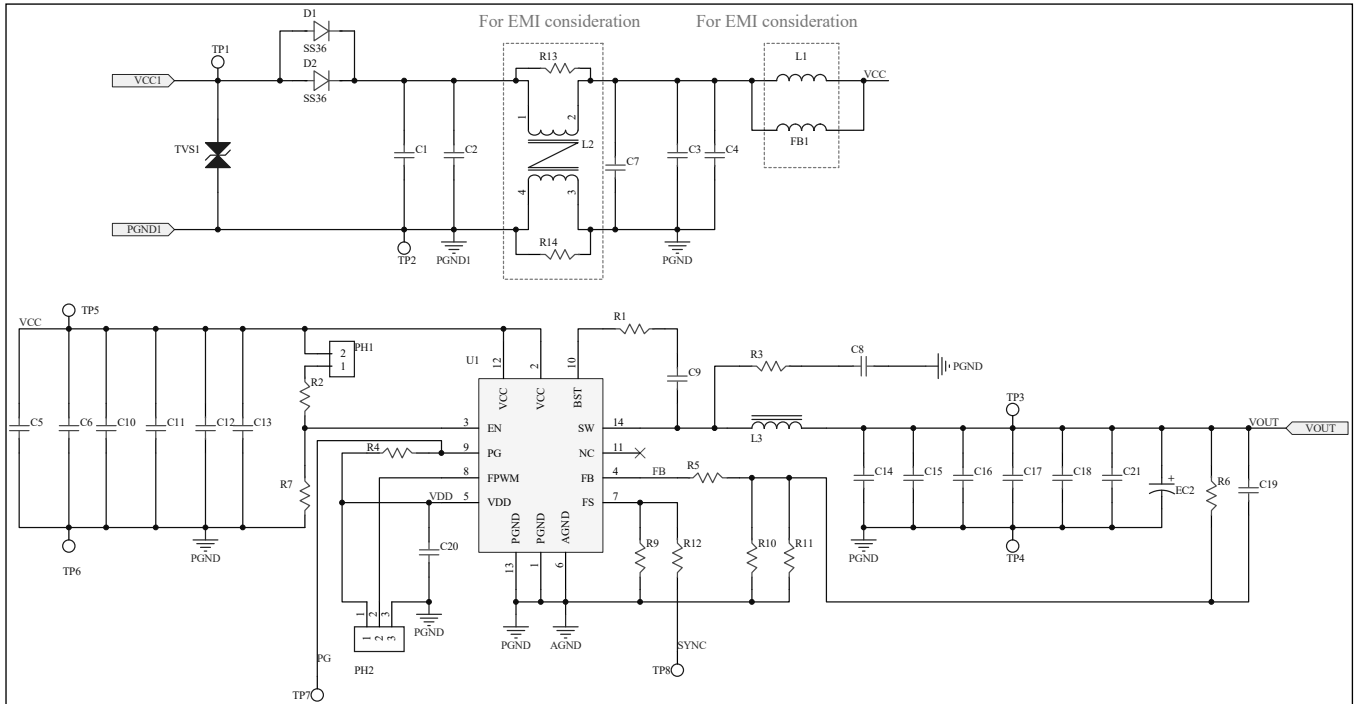 For EMI consideration
For EMI consideration
D1
SS36
D2
SS36
TP1
VCC1
TVS1
PGND1
C1
C2
TP2
PGND1
R13
1
2
L2
4
3
R14
C7
C3
C4
PGND
L1
FB1
VCC
VCC
TP5
C5
C6
C10
C11
C12
C13
TP6
PGND
2
1
PH1
R2
R7
R4
PG
TP7
VDD
C20
PGND
1
2
3
1
2
3
PH2
U1
12
2
10
VCC
VCC
BST
3
EN
9
PG
8
FPWM
5
VDD
SW
14
NC
11
FB
4
FS
7
PGND
PGND
AGND
13
1
6
PGND
AGND
R1
C9
R3
C8
PGND
L3
FB
R5
R9
R12
R10
R11
SYNC
TP8
TP3
C14
C15
C16
C17
C18
C21
+
EC2
R6
C19
PGND
TP4
VOUT
VOUT